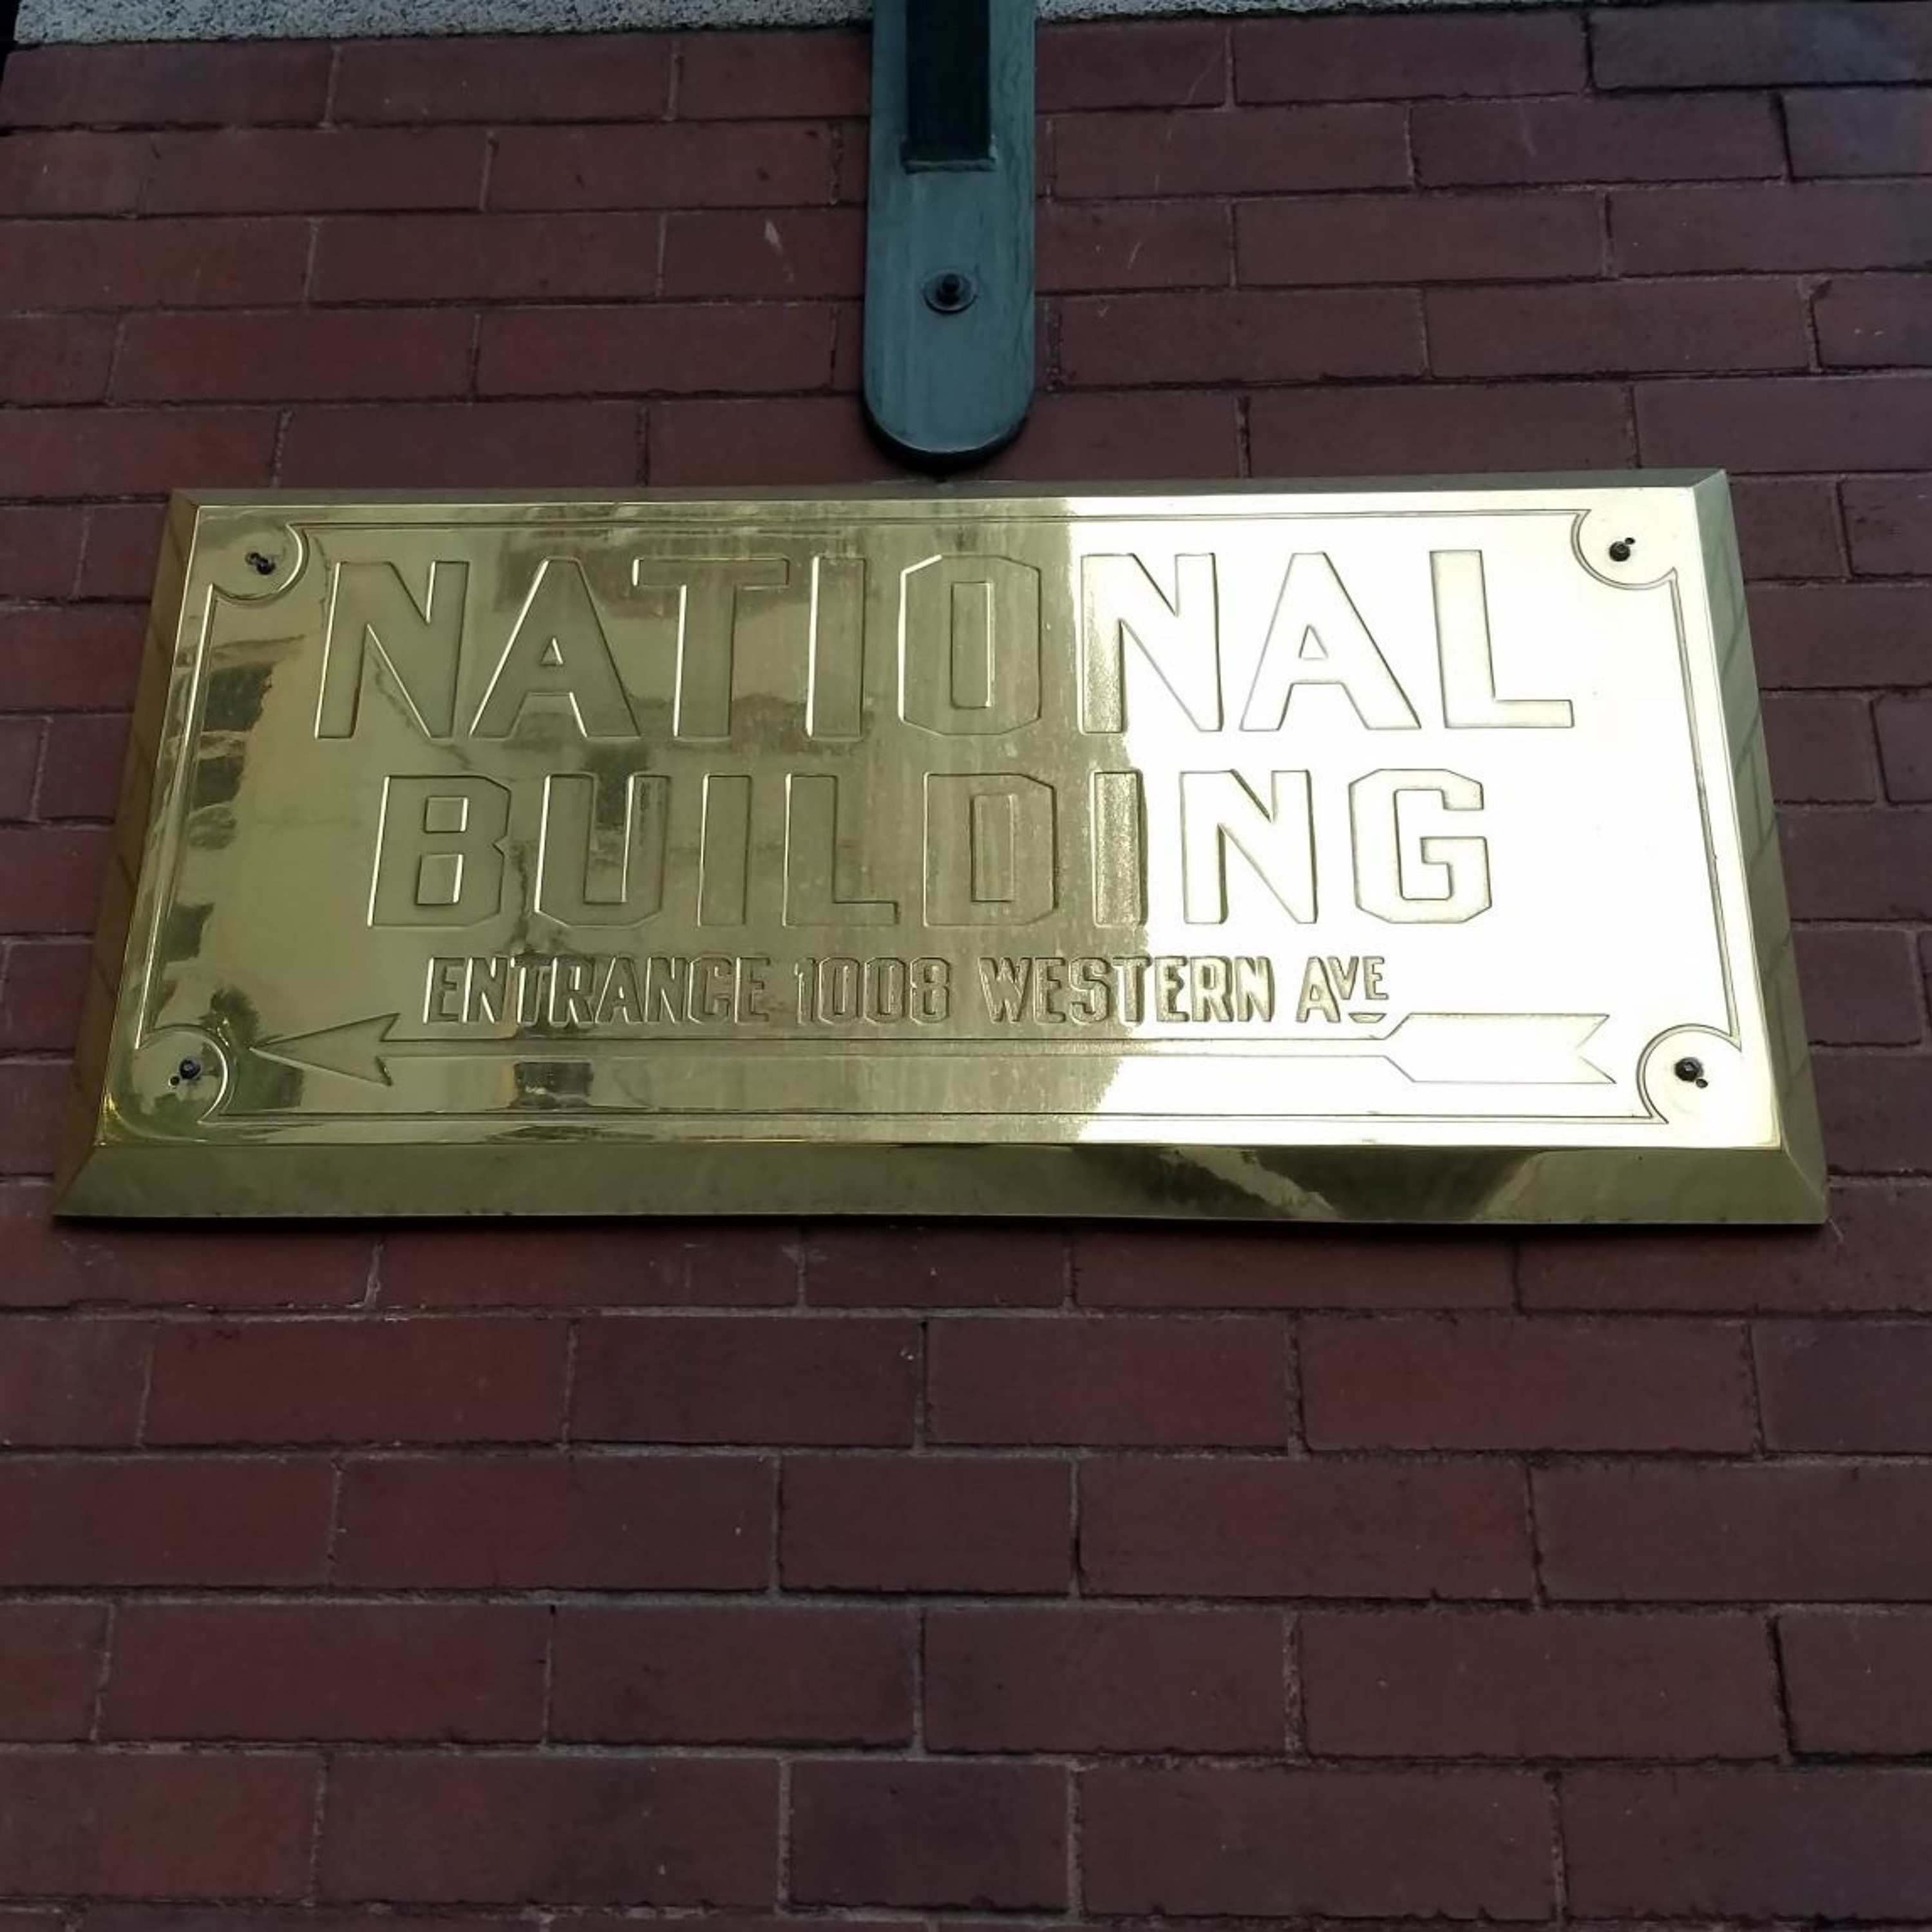 NATIONAL
BUILDING
ENTRANCE 1008 WESTERN AVE